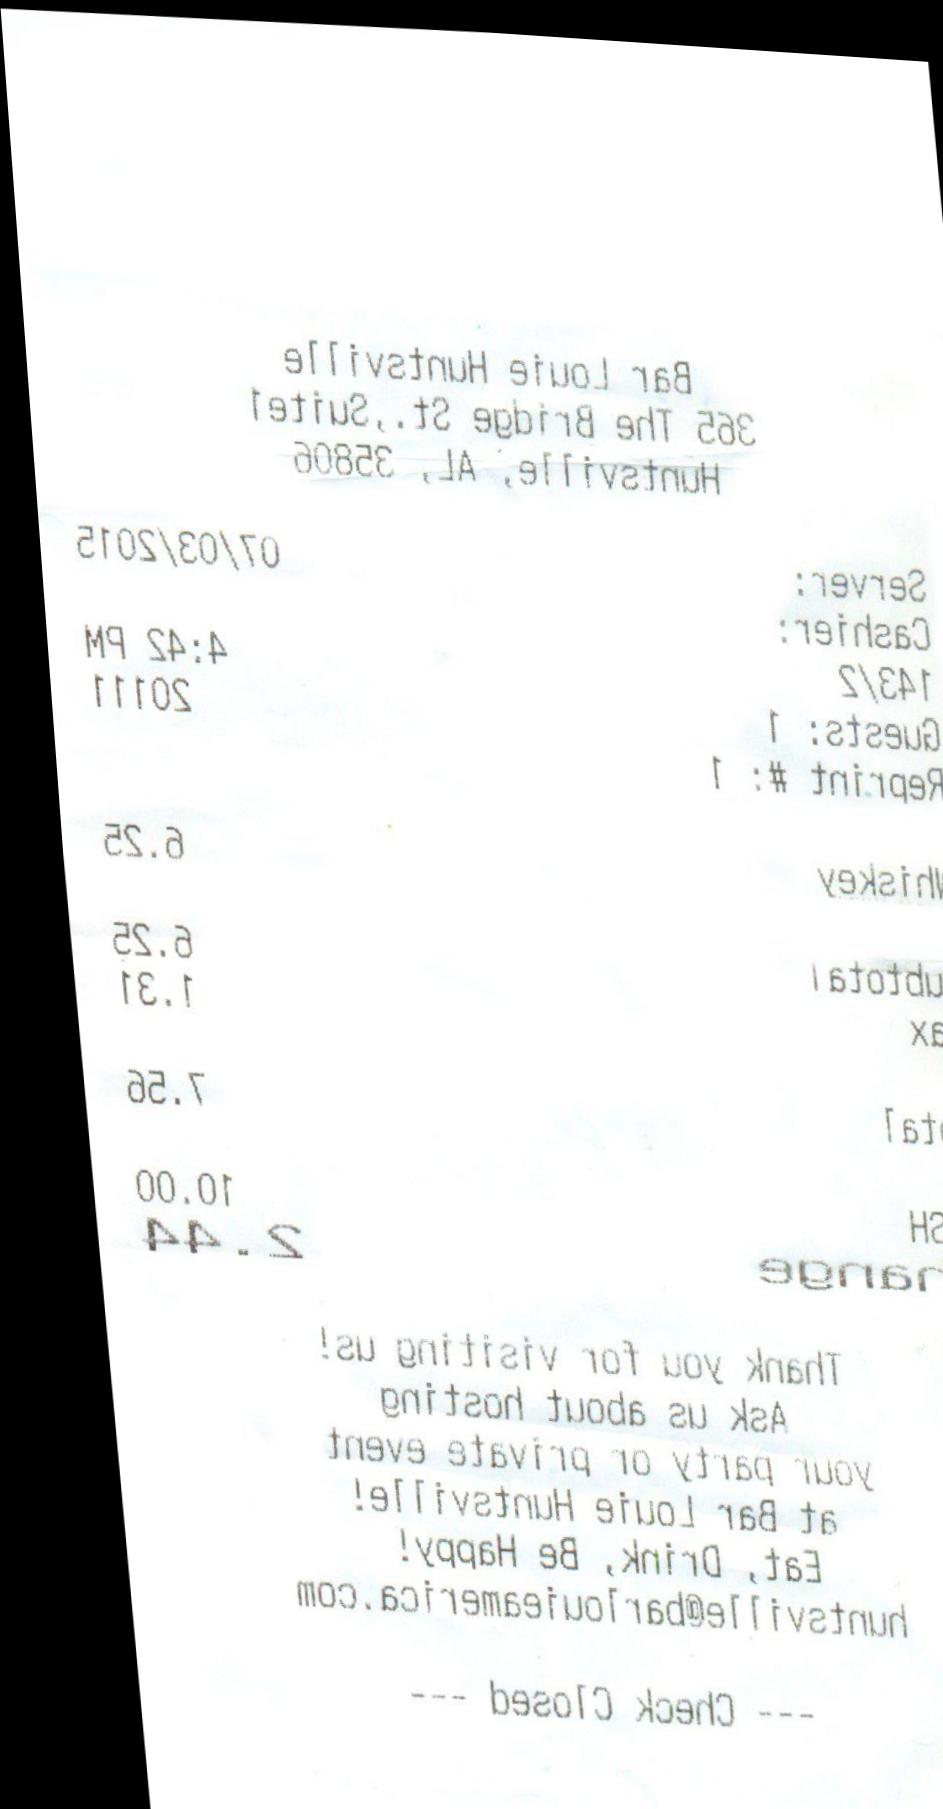 Bar Louie Huntsville
365 The Bridge St.,Suite1
Huntsville, AL, 35806
Server: 07/03/2015
Cashier:
143/2 4:42 PM
Guests: 1 20111
Reprint #: 1
Whiskey 6.25
ubtotal 6.25
ax 1.31
otal 7.56
SH 10.00
hange 2.44
Thank you for visiting us!
Ask us about hosting
your party or private event
at Bar Louie Huntsville!
Eat, Drink, Be Happy!
huntsville@barlouieamerica.com
--- Check Closed ---